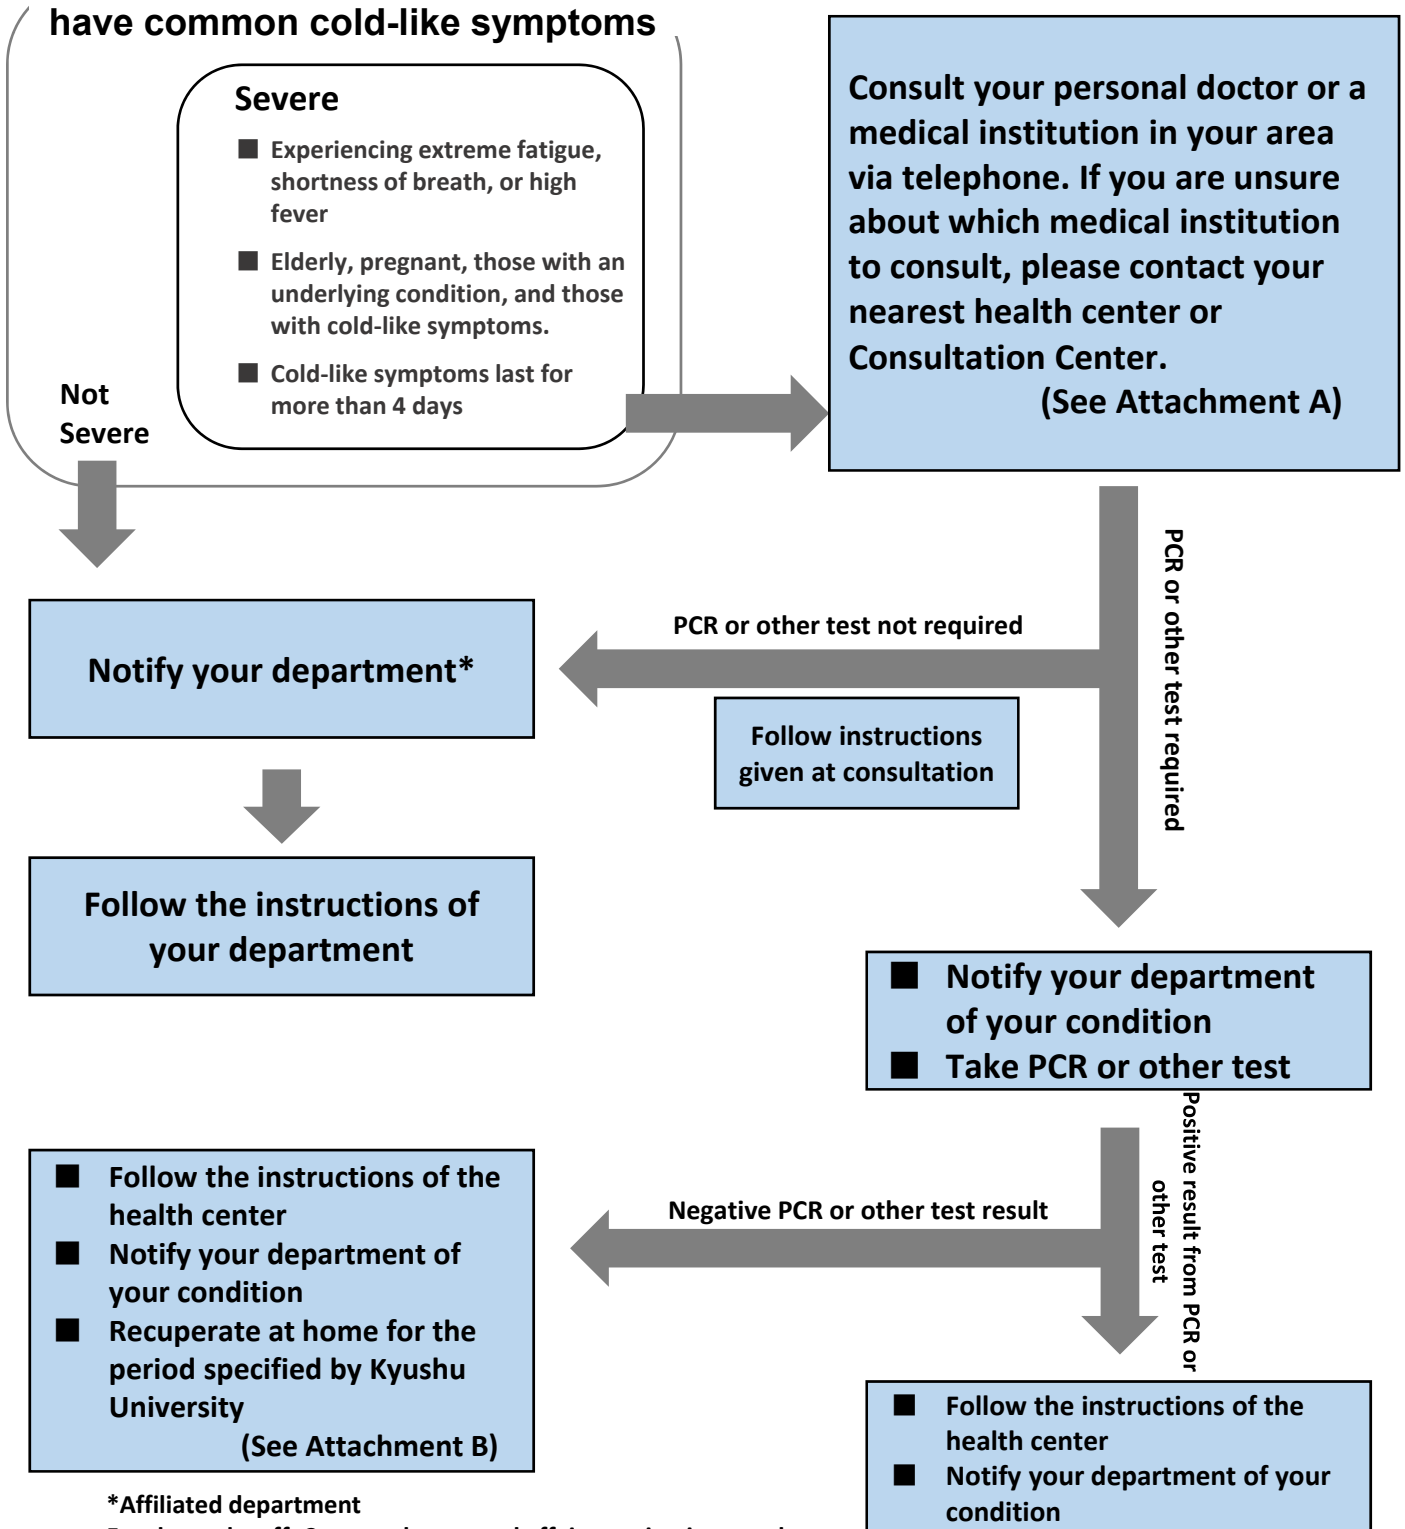 have common cold-like symptoms
Severe
■ Experiencing extreme fatigue,
shortness of breath, or high
fever
■ Elderly, pregnant, those with an
underlying condition, and those
with cold-like symptoms.
■ Cold-like symptoms last for
more than 4 days
Not
Severe
Consult your personal doctor or a
medical institution in your area
via telephone. If you are unsure
about which medical institution
to consult, please contact your
nearest health center or
Consultation Center.
(See Attachment A)
PCR or other test required
PCR or other test not required
Follow instructions
given at consultation
Notify your department*
Follow the instructions of
your department
■ Notify your department
of your condition
■ Take PCR or other test
Positive result from PCR or
other test
Negative PCR or other test result
■ Follow the instructions of the
health center
■ Notify your department of
your condition
■ Recuperate at home for the
period specified by Kyushu
University
(See Attachment B)
■ Follow the instructions of the
health center
■ Notify your department of your
condition
*Affiliated department